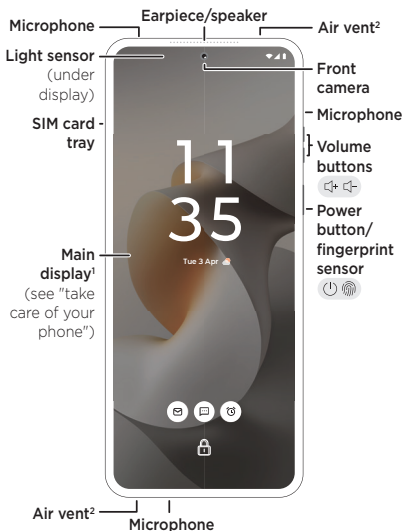 Earpiece/speaker
Microphone
Air vent²
Light sensor
(under
display)
Front
camera
Microphone
SIM card
tray
Volume
buttons
11
35
Tue 3 Apr
Power
button/
fingerprint
sensor
Main
display¹
(see "take
care of your
phone")
Air vent²
Microphone